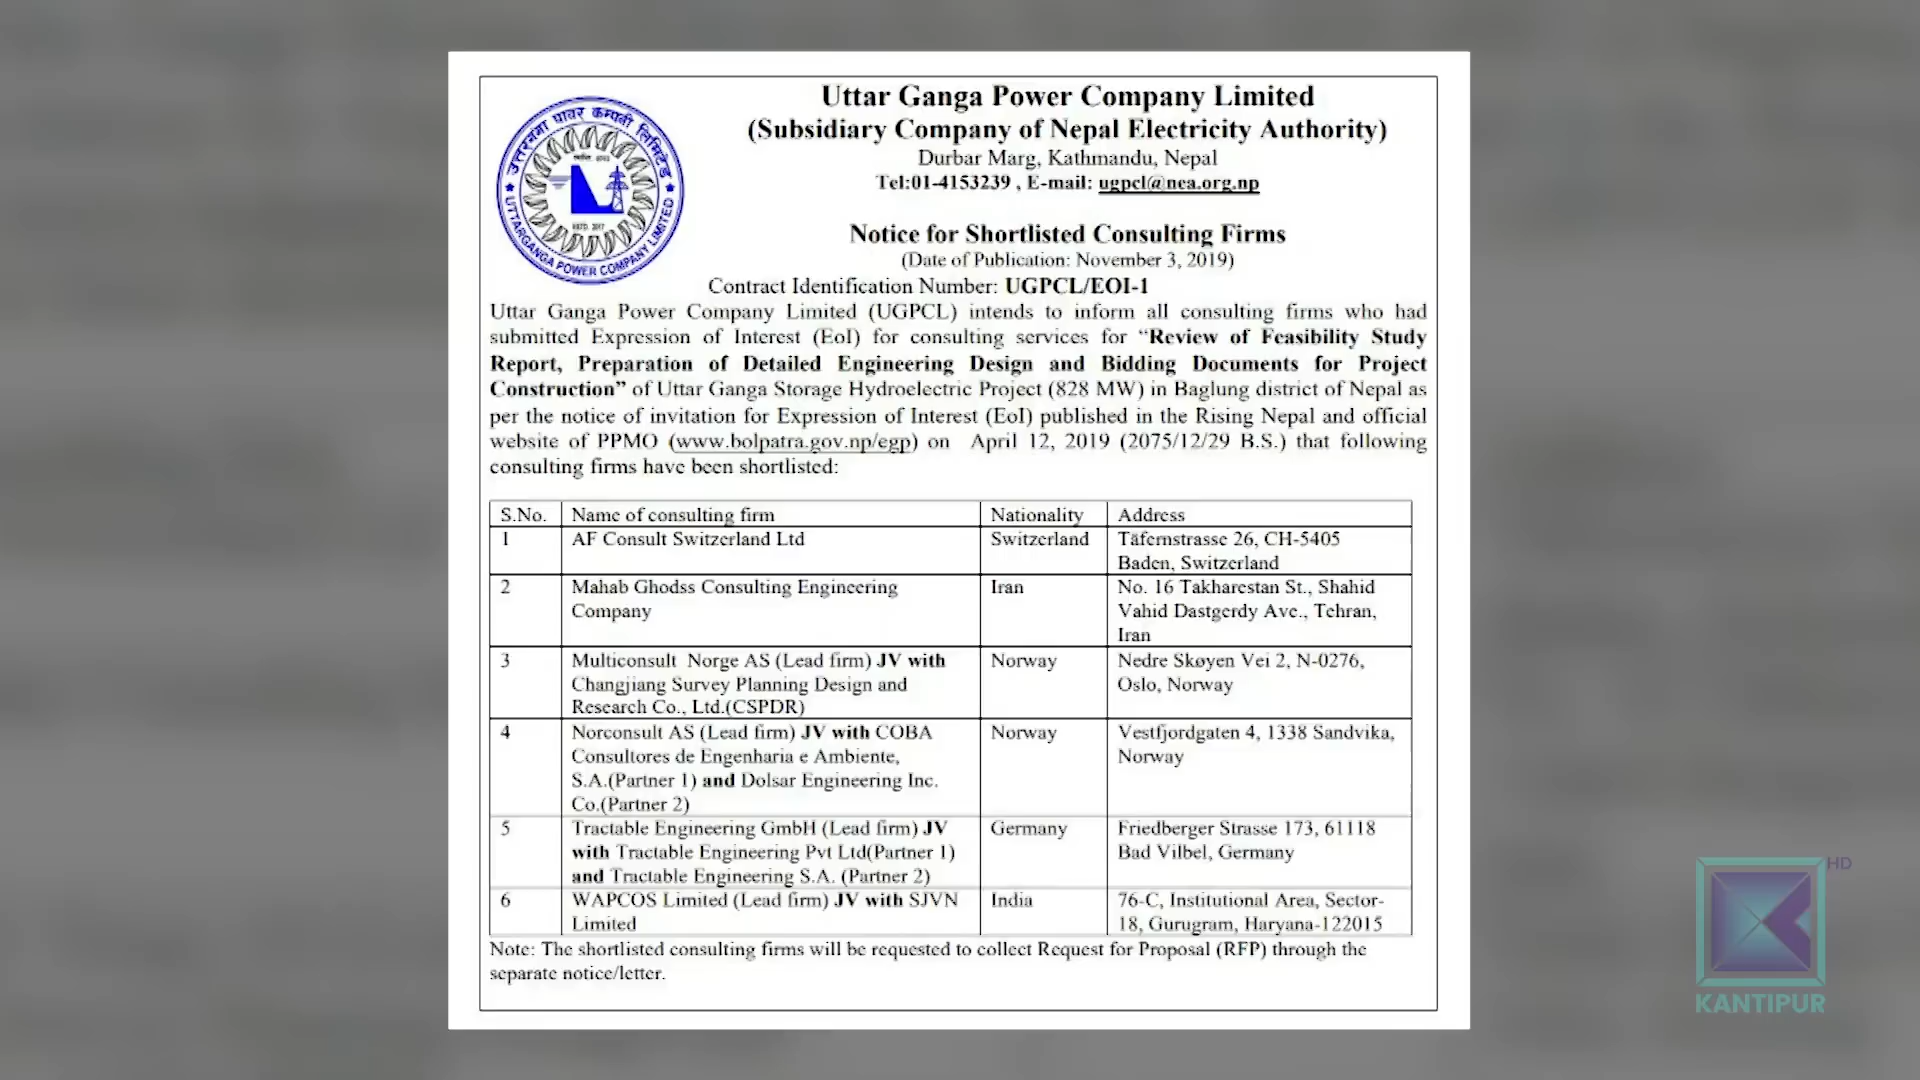 Uttar Ganga Power Company Limited
(Subsidiary Company of Nepal Electricity Authority)
Durbar Marg, Kathmandu, Nepal
Tel:01-4153239 , E-mail: ugpcl@nea.org.np
उत्तरगंगा पावर कम्पनी लिमिटेड
ESTD. 2017
UTTARGANGA POWER COMPANY LIMITED
Notice for Shortlisted Consulting Firms
(Date of Publication: November 3, 2019)
Contract Identification Number: UGPCL/EOI-1
Uttar Ganga Power Company Limited (UGPCL) intends to inform all consulting firms who had
submitted Expression of Interest (EoI) for consulting services for “Review of Feasibility Study
Report, Preparation of Detailed Engineering Design and Bidding Documents for Project
Construction” of Uttar Ganga Storage Hydroelectric Project (828 MW) in Baglung district of Nepal as
per the notice of invitation for Expression of Interest (EoI) published in the Rising Nepal and official
website of PPMO (www.bolpatra.gov.np/egp) on April 12, 2019 (2075/12/29 B.S.) that following
consulting firms have been shortlisted:
S.No. Name of consulting firm Nationality Address
1 AF Consult Switzerland Ltd Switzerland Täfernstrasse 26, CH-5405
Baden, Switzerland
2 Mahab Ghodss Consulting Engineering Iran No. 16 Takharestan St., Shahid
Company Vahid Dastgerdy Ave., Tehran,
Iran
3 Multiconsult Norge AS (Lead firm) JV with Norway Nedre Skøyen Vei 2, N-0276,
Changjiang Survey Planning Design and Oslo, Norway
Research Co., Ltd.(CSPDR)
4 Norconsult AS (Lead firm) JV with COBA Norway Vestfjordgaten 4, 1338 Sandvika,
Consultores de Engenharia e Ambiente, Norway
S.A.(Partner 1) and Dolsar Engineering Inc.
Co.(Partner 2)
5 Tractable Engineering GmbH (Lead firm) JV Germany Friedberger Strasse 173, 61118
with Tractable Engineering Pvt Ltd(Partner 1) Bad Vilbel, Germany
and Tractable Engineering S.A. (Partner 2)
6 WAPCOS Limited (Lead firm) JV with SJVN India 76-C, Institutional Area, Sector-
Limited 18, Gurugram, Haryana-122015
Note: The shortlisted consulting firms will be requested to collect Request for Proposal (RFP) through the
separate notice/letter.
HD
KANTIPUR